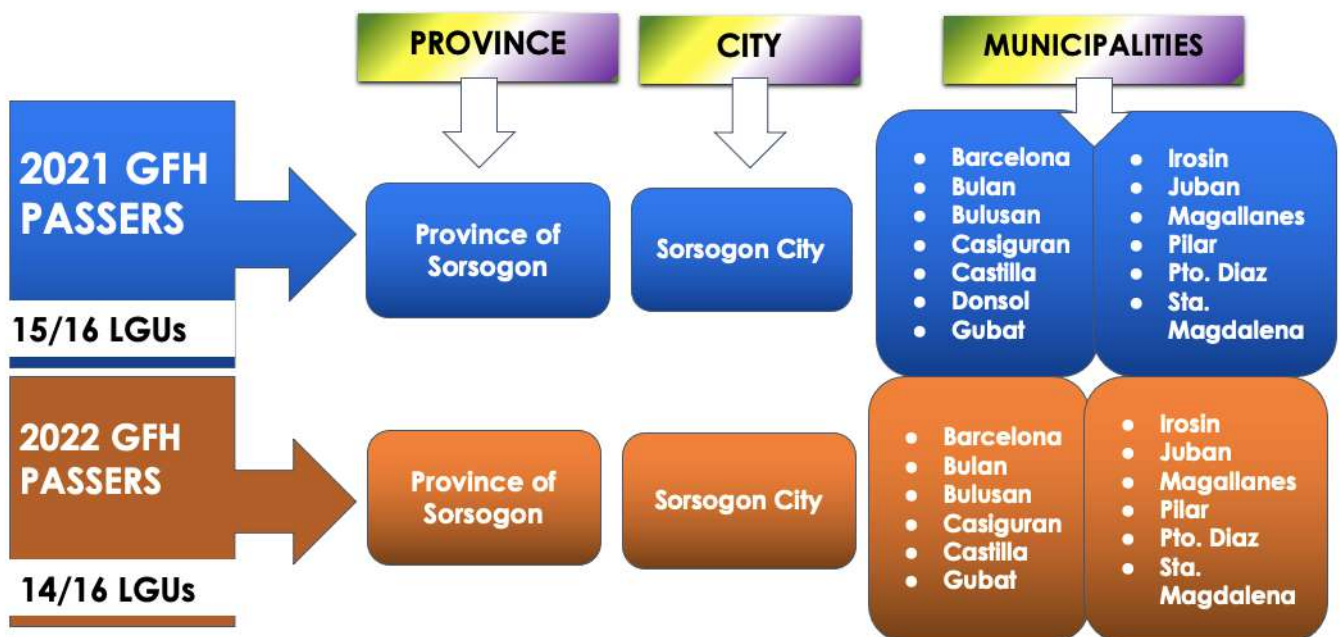 PROVINCE
CITY
MUNICIPALITIES
2021 GFH
PASSERS
15/16 LGUs
Province of
Sorsogon
Sorsogon City
• Barcelona
• Bulan
• Bulusan
• Casiguran
• Castilla
• Donsol
• Gubat
• Irosin
• Juban
• Magallanes
• Pilar
• Pto. Diaz
• Sta.
Magdalena
2022 GFH
PASSERS
14/16 LGUs
Province of
Sorsogon
Sorsogon City
• Barcelona
• Bulan
• Bulusan
• Casiguran
• Castilla
• Gubat
• Irosin
• Juban
• Magallanes
• Pilar
• Pto. Diaz
• Sta.
Magdalena